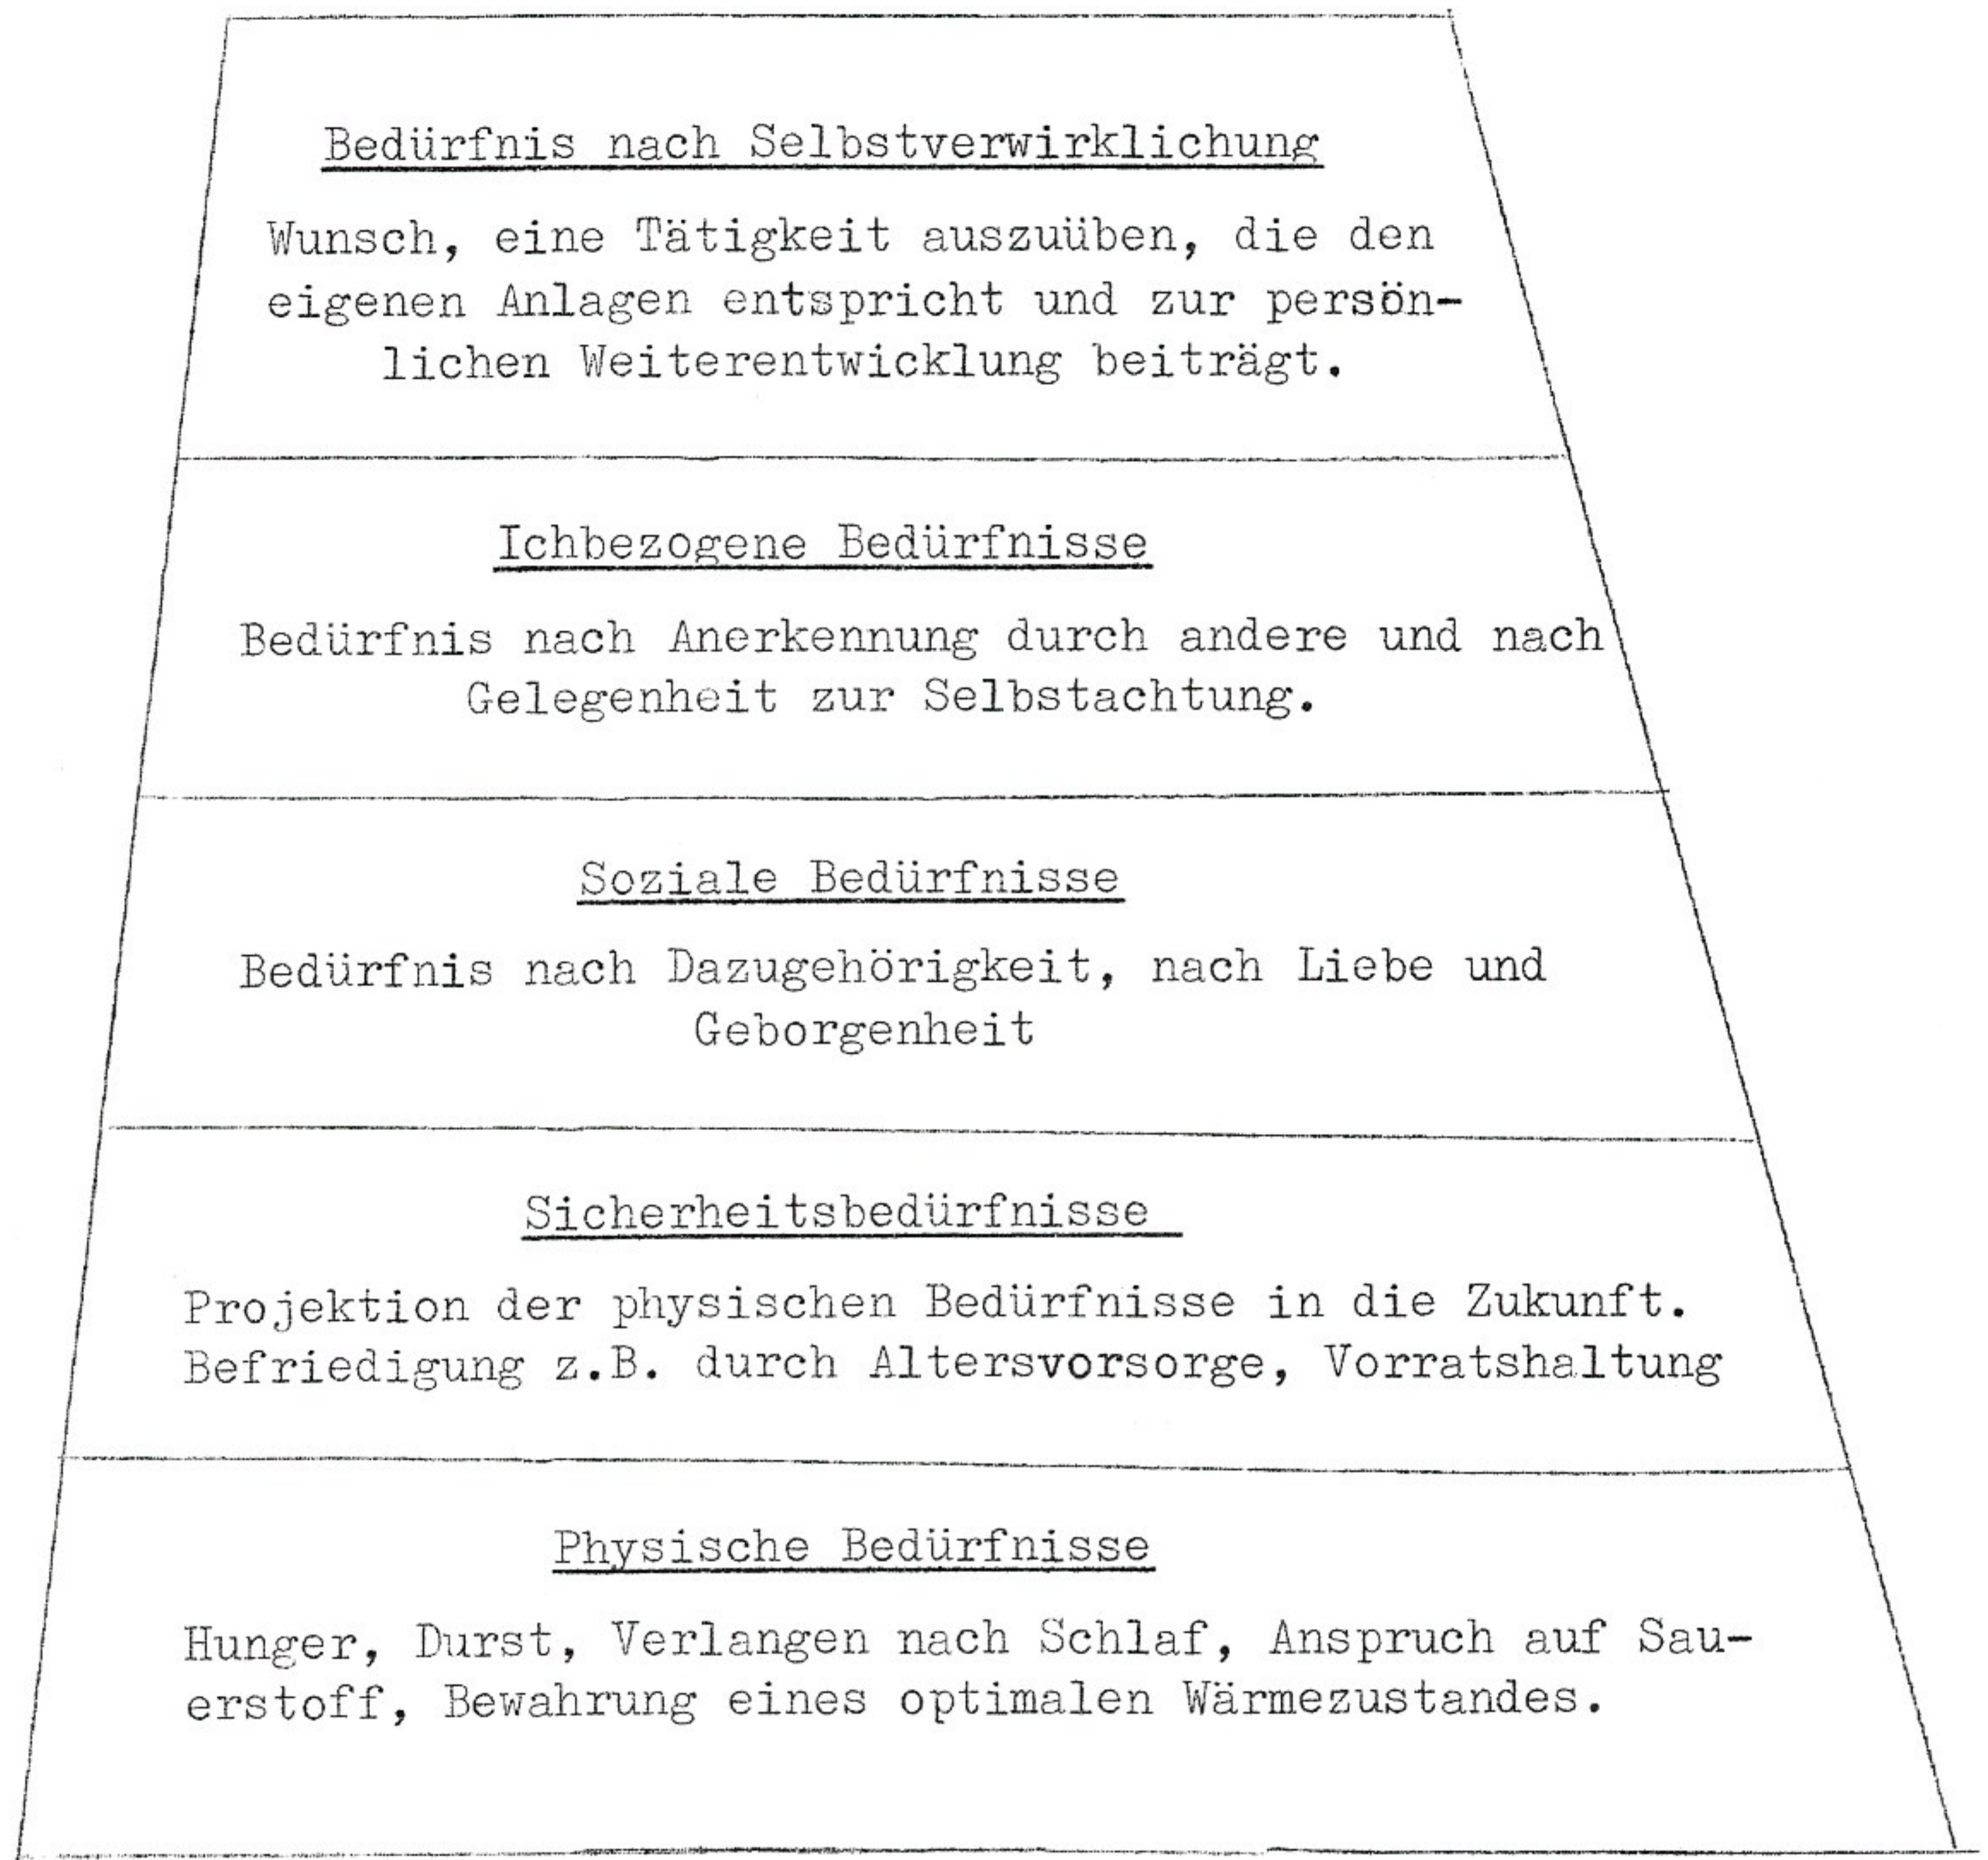 Bedürfnis nach Selbstverwirklichung
Wunsch, eine Tätigkeit auszuüben, die den
eigenen Anlagen entspricht und zur persön-
lichen Weiterentwicklung beiträgt.
Ichbezogene Bedürfnisse
Bedürfnis nach Anerkennung durch andere und nach
Gelegenheit zur Selbstachtung.
Soziale Bedürfnisse
Bedürfnis nach Dazugehörigkeit, nach Liebe und
Geborgenheit
Sicherheitsbedürfnisse
Projektion der physischen Bedürfnisse in die Zukunft.
Befriedigung z.B. durch Altersvorsorge, Vorratshaltung
Physische Bedürfnisse
Hunger, Durst, Verlangen nach Schlaf, Anspruch auf Sau-
erstoff, Bewahrung eines optimalen Wärmezustandes.